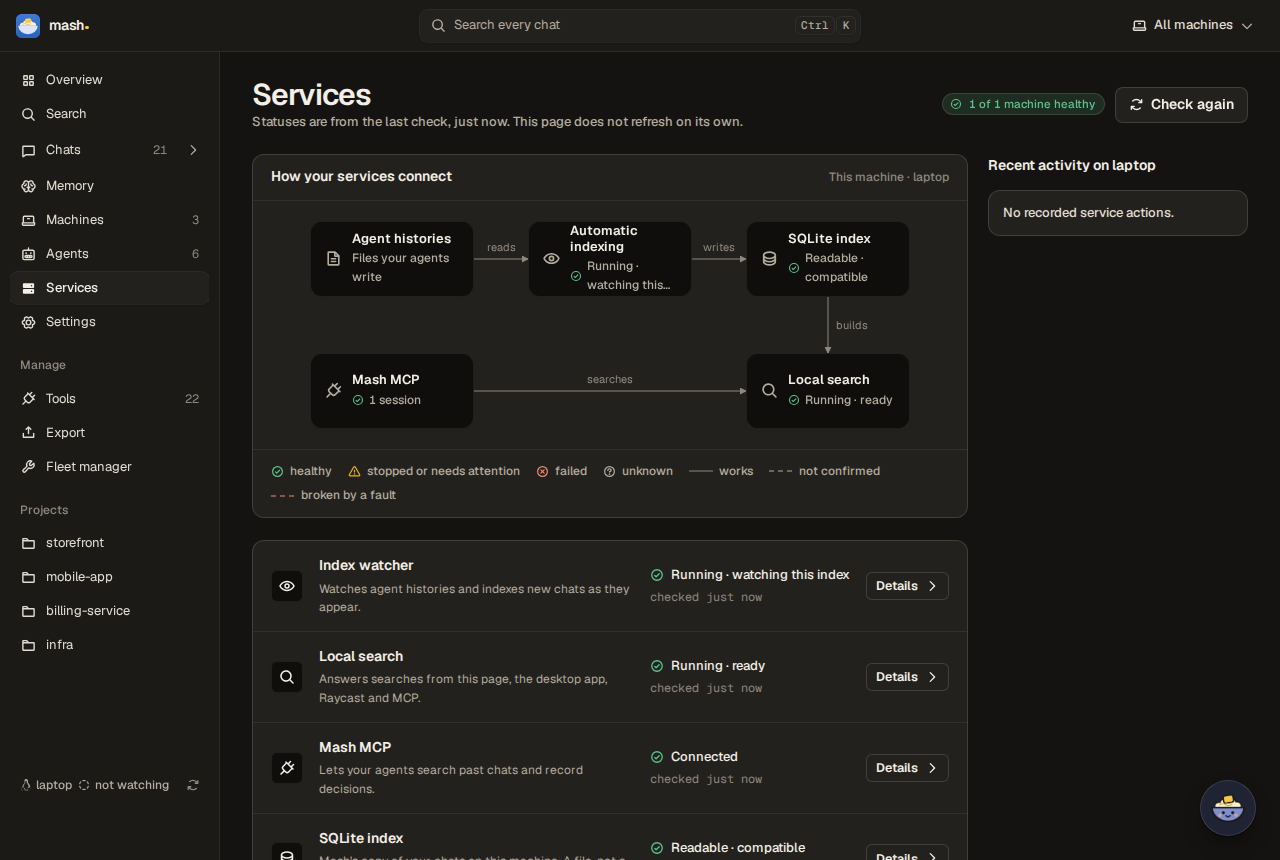 mash
Search every chat
Ctrl K
All machines
Overview
Search
Chats 21
Memory
Machines 3
Agents 6
Services
Settings
Manage
Tools 22
Export
Fleet manager
Projects
storefront
mobile-app
billing-service
infra
laptop not watching
Services
Statuses are from the last check, just now. This page does not refresh on its own.
1 of 1 machine healthy
Check again
How your services connect
This machine · laptop
Agent histories
Files your agents
write
reads
Automatic
indexing
Running ·
watching this…
writes
SQLite index
Readable ·
compatible
builds
Mash MCP
1 session
searches
Local search
Running · ready
healthy
stopped or needs attention
failed
unknown
works
not confirmed
broken by a fault
Recent activity on laptop
No recorded service actions.
Index watcher
Watches agent histories and indexes new chats as they
appear.
Running · watching this index
checked just now
Details
Local search
Answers searches from this page, the desktop app,
Raycast and MCP.
Running · ready
checked just now
Details
Mash MCP
Lets your agents search past chats and record
decisions.
Connected
checked just now
Details
SQLite index
Readable · compatible
Details